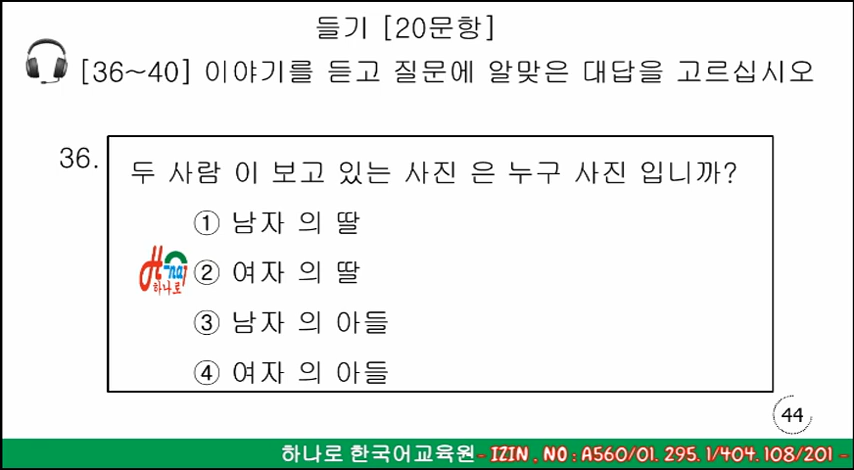 들기 [20문항]
[36~40] 이야기를 듣고 질문에 알맞은 대답을 고르십시오
36.
두 사람 이 보고 있는 사진 은 누구 사진 입니까?
① 남자 의 딸
② 여자 의 딸
③ 남자 의 아들
④ 여자 의 아들
하나로
44
하나로 한국어교육원- IZIN . NO : A560/01. 295. 1/404. 108/201 -